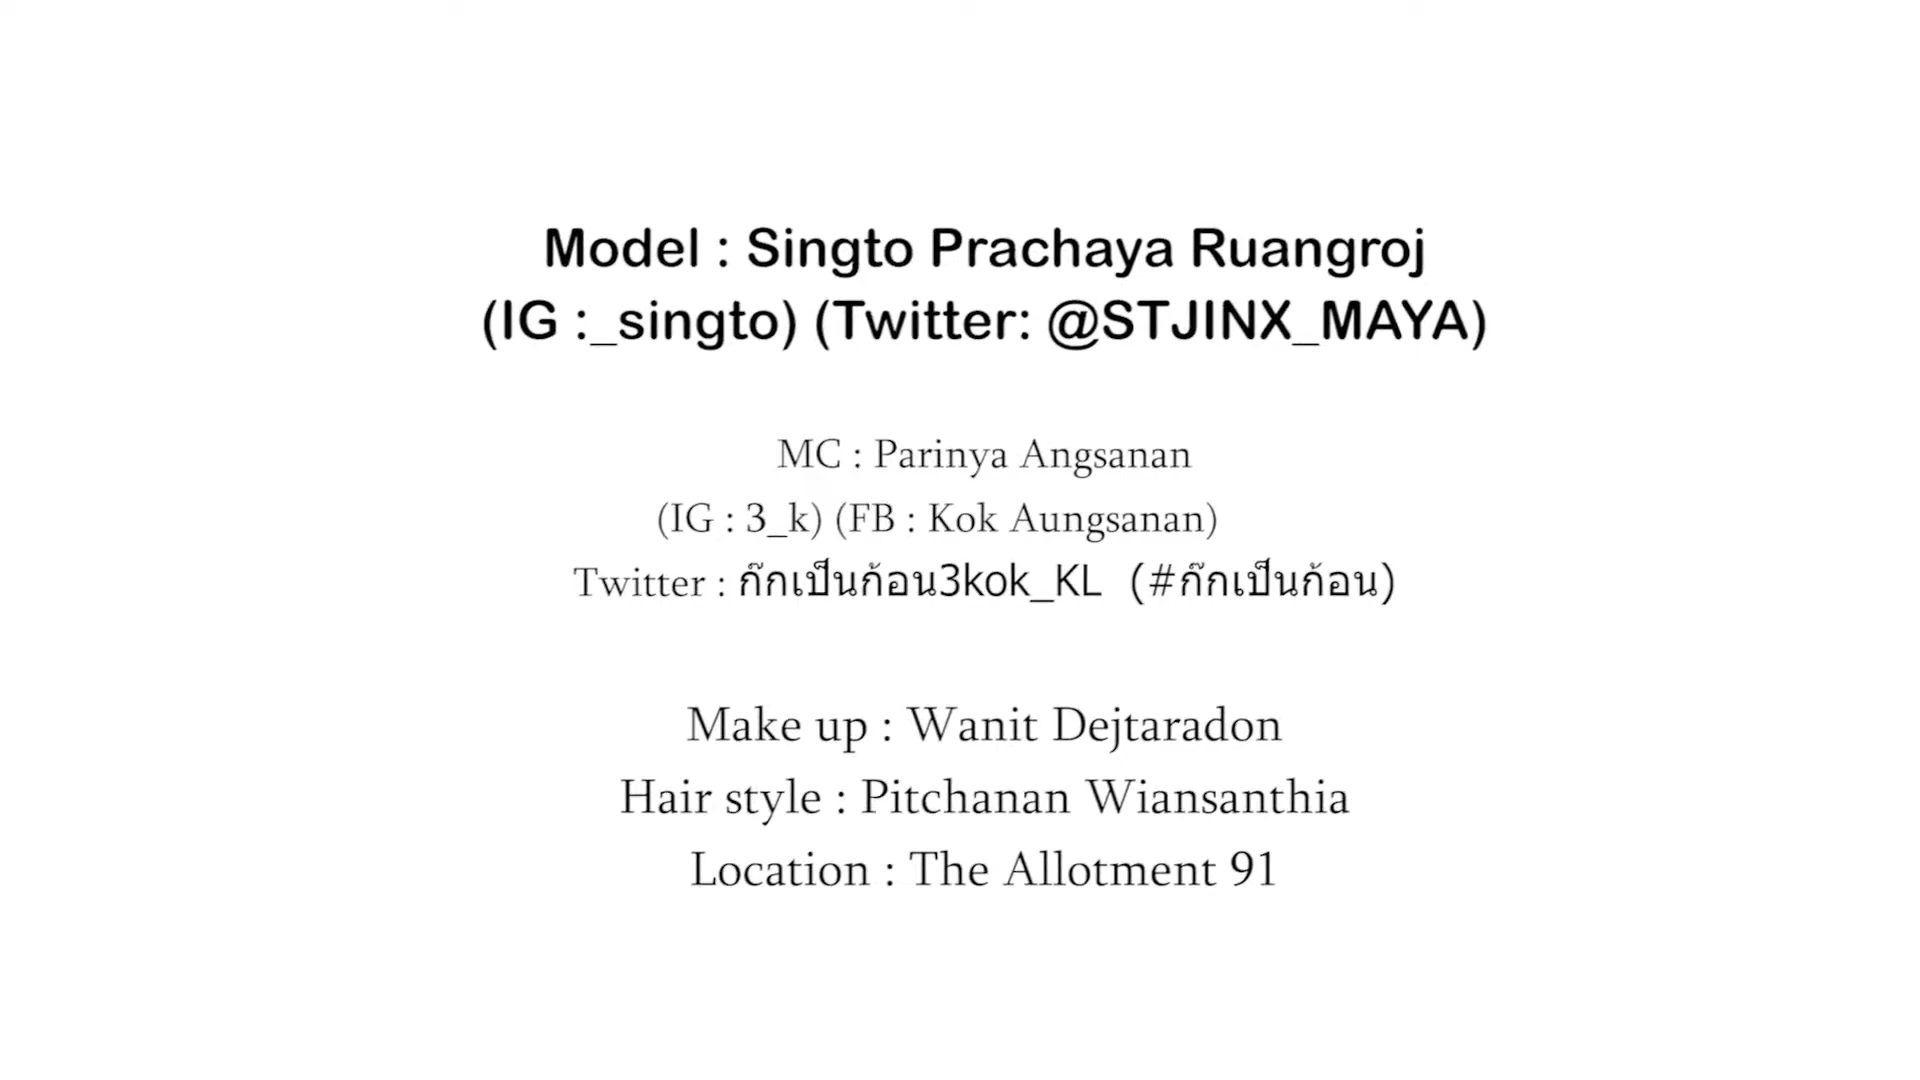 Model : Singto Prachaya Ruangroj
(IG :_singto) (Twitter: @STJINX_MAYA)
MC : Parinya Angsanan
(IG : 3_k) (FB : Kok Aungsanan)
Twitter : ก๊กเป็นก้อน3kok_KL (#ก๊กเป็นก้อน)
Make up : Wanit Dejtaradon
Hair style : Pitchanan Wiansanthia
Location : The Allotment 91